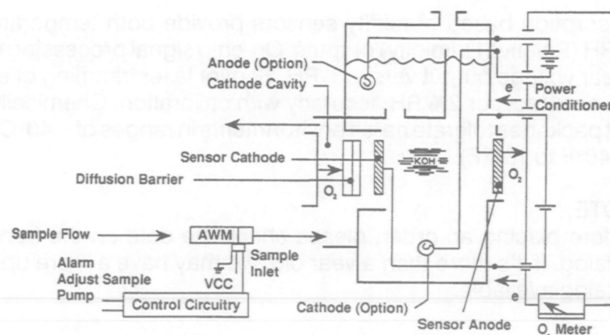 Anode (Option)
Cathode Cavity
e
Power
Conditioner
Sensor Cathode
KOH
Diffusion Barrier
O2
O2
Sample Flow
AWM
Sample
Inlet
VCC
Alarm
Adjust Sample
Pump
Control Circuitry
Cathode (Option)
Sensor Anode
e
O2 Meter